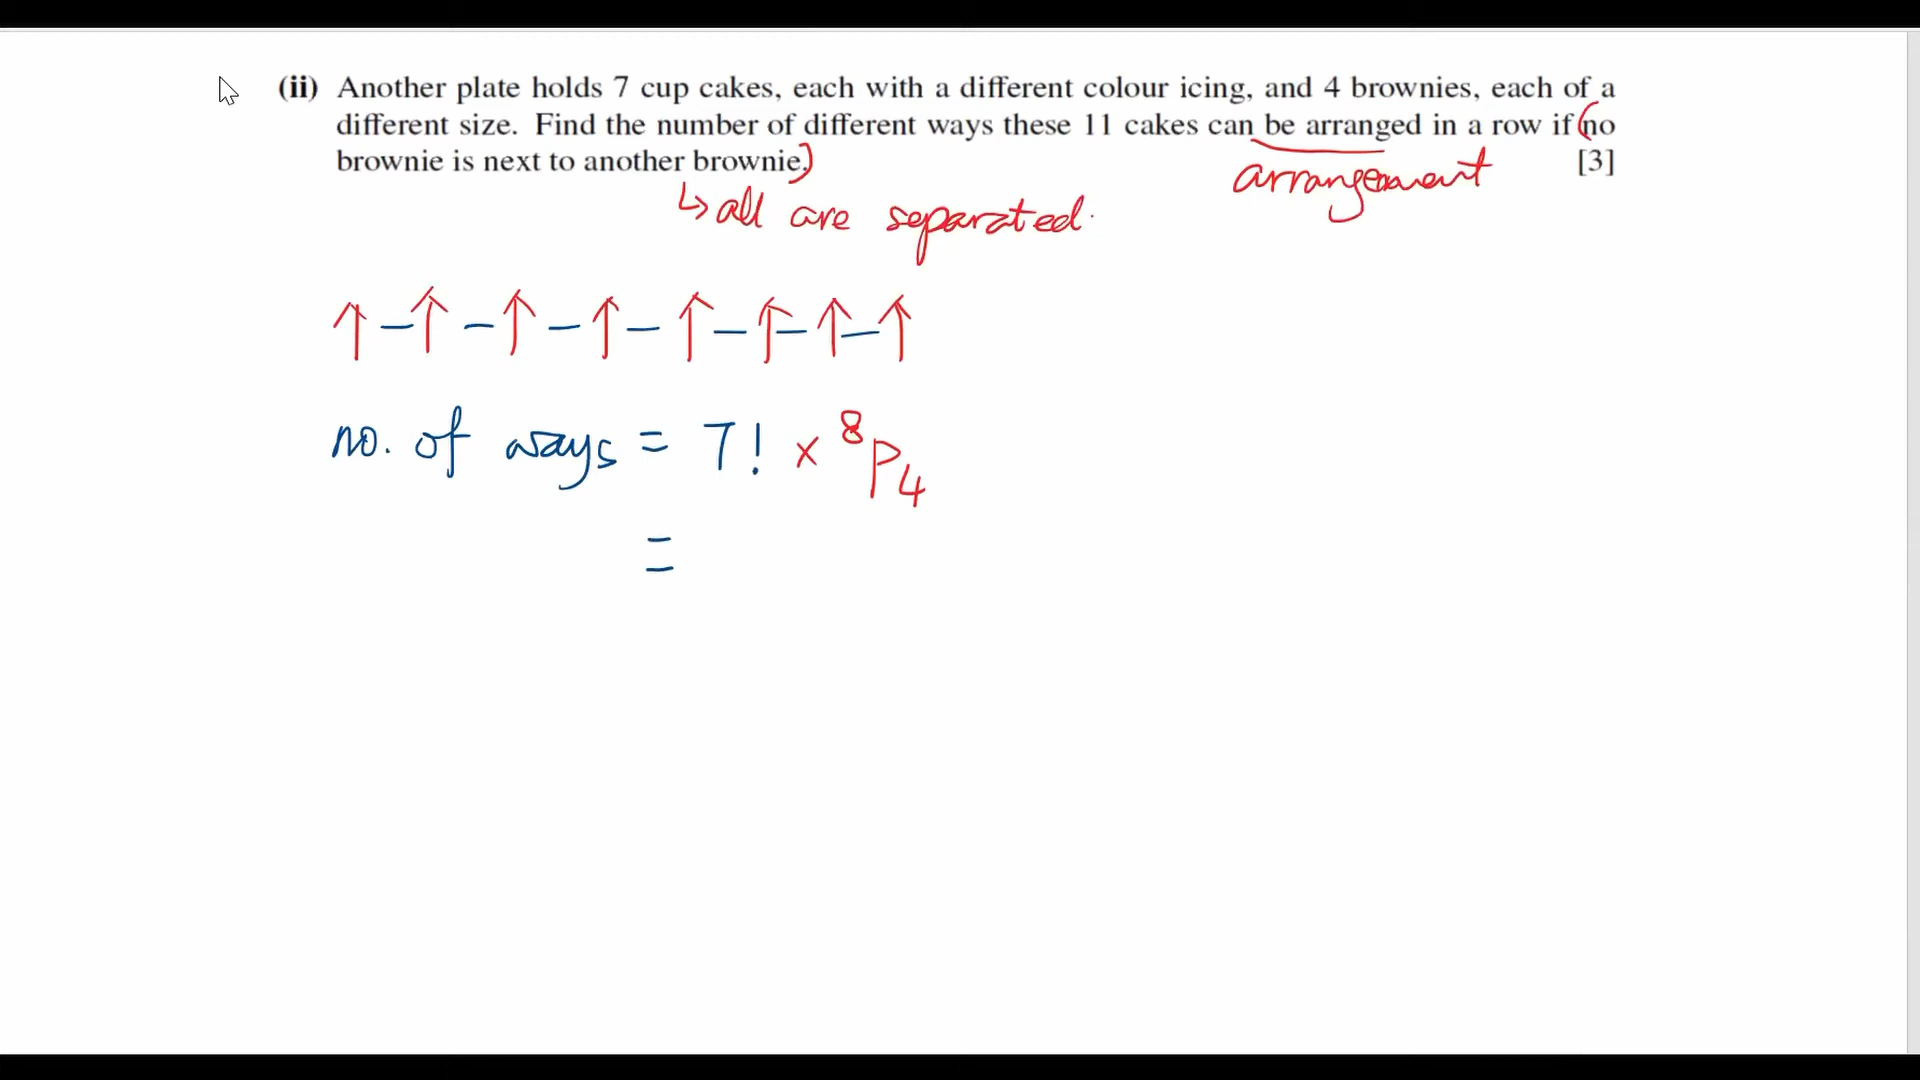 (ii) Another plate holds 7 cup cakes, each with a different colour icing, and 4 brownies, each of a
different size. Find the number of different ways these 11 cakes can be arranged in a row if (no
brownie is next to another brownie.) [3]
arrangement
↳ all are separated.
↑ – ↑ – ↑ – ↑ – ↑ – ↑ – ↑ – ↑
no. of ways = 7! × ⁸P₄
=